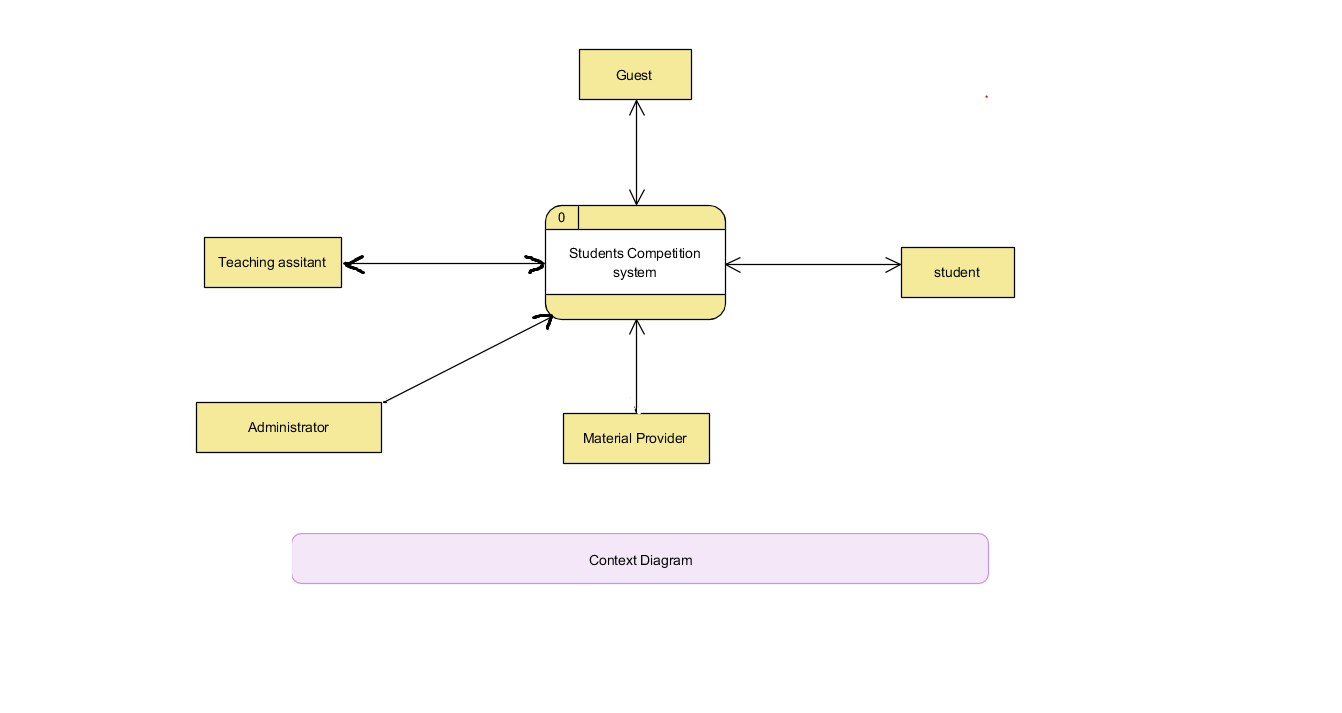 Guest
0
Students Competition
system
Teaching assitant
student
Administrator
Material Provider
Context Diagram